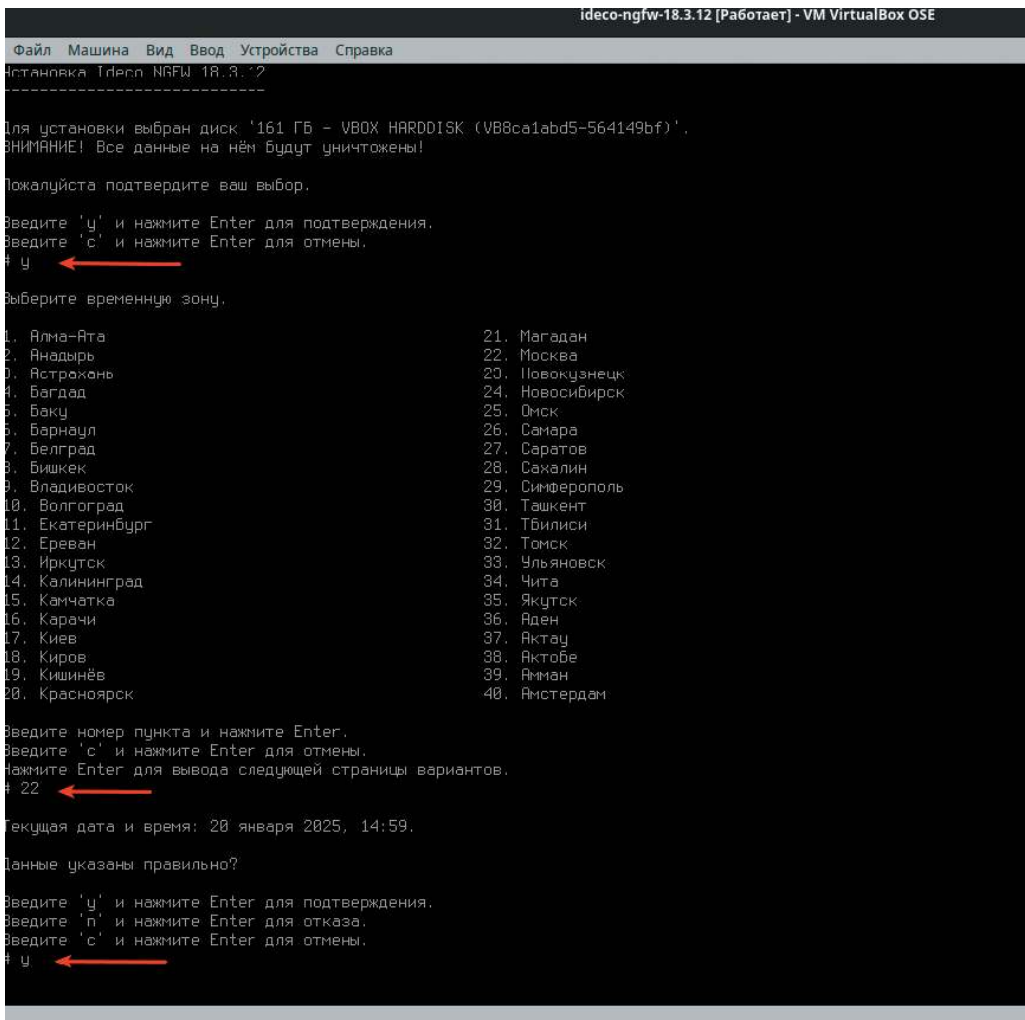 ideco-ngfw-18.3.12 [Работает] - VM VirtualBox OSE
Файл Машина Вид Ввод Устройства Справка
Установка Ideco NGFW 18.3.12
-----------------------------
Для установки выбран диск '161 ГБ - VBOX HARDDISK (VB8ca1abd5-564149bf)'.
ВНИМАНИЕ! Все данные на нём будут уничтожены!
Пожалуйста подтвердите ваш выбор.
Введите 'y' и нажмите Enter для подтверждения.
Введите 'c' и нажмите Enter для отмены.
# y
Выберите временную зону.
1. Алма-Ата 21. Магадан
2. Анадырь 22. Москва
3. Астрахань 23. Новокузнецк
4. Багдад 24. Новосибирск
5. Баку 25. Омск
6. Барнаул 26. Самара
7. Белград 27. Саратов
8. Бишкек 28. Сахалин
9. Владивосток 29. Симферополь
10. Волгоград 30. Ташкент
11. Екатеринбург 31. Тбилиси
12. Ереван 32. Томск
13. Иркутск 33. Ульяновск
14. Калининград 34. Чита
15. Камчатка 35. Якутск
16. Карачи 36. Аден
17. Киев 37. Актау
18. Киров 38. Актобе
19. Кишинёв 39. Амман
20. Красноярск 40. Амстердам
Введите номер пункта и нажмите Enter.
Введите 'c' и нажмите Enter для отмены.
Нажмите Enter для вывода следующей страницы вариантов.
# 22
Текущая дата и время: 20 января 2025, 14:59.
Данные указаны правильно?
Введите 'y' и нажмите Enter для подтверждения.
Введите 'n' и нажмите Enter для отказа.
Введите 'c' и нажмите Enter для отмены.
# y